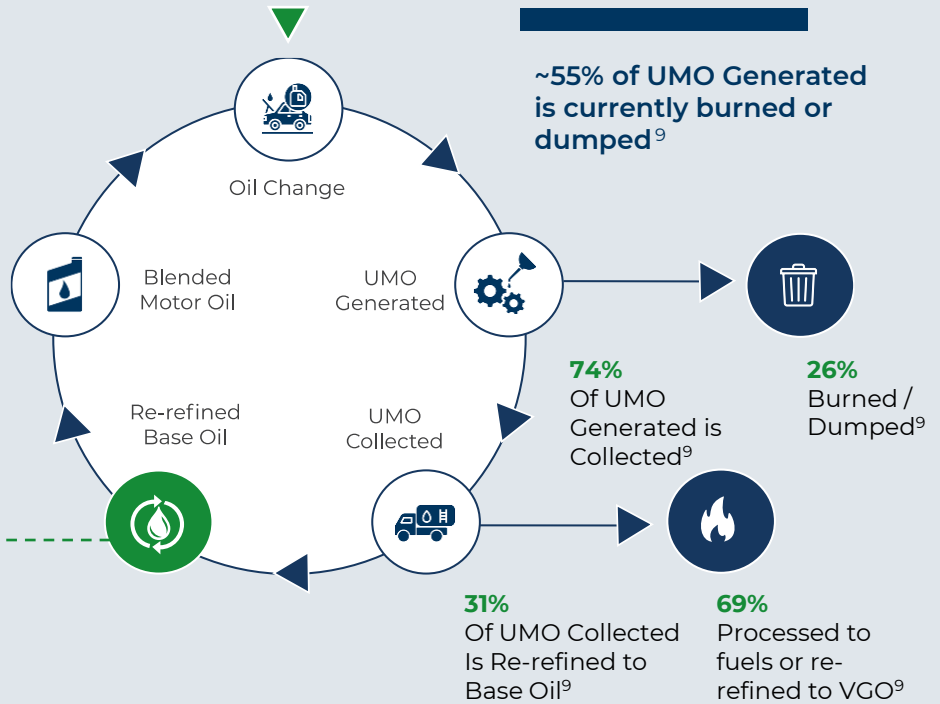 ~55% of UMO Generated
is currently burned or
dumped⁹
Oil Change
Blended
Motor Oil
UMO
Generated
74%
Of UMO
Generated is
Collected⁹
26%
Burned /
Dumped⁹
Re-refined
Base Oil
UMO
Collected
31%
Of UMO Collected
Is Re-refined to
Base Oil⁹
69%
Processed to
fuels or re-
refined to VGO⁹